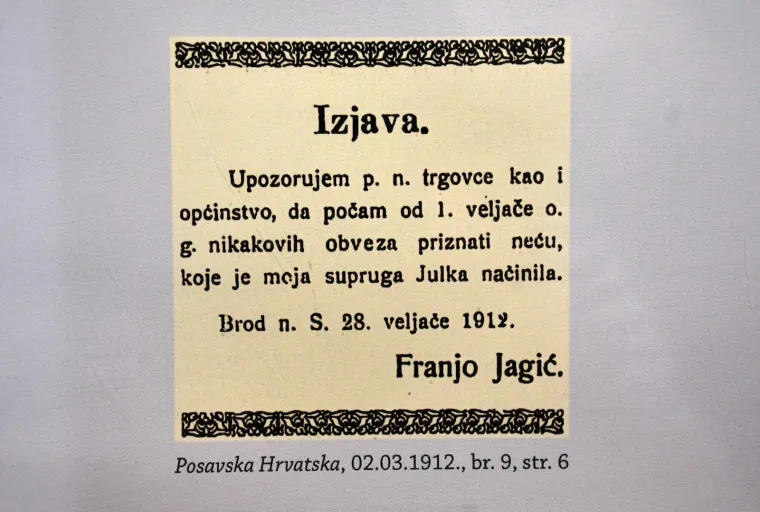 Izjava.
Upozorujem p. n. trgovce kao i
općinstvo, da počam od 1. veljače o.
g. nikakovih obveza priznati neću,
koje je moja supruga Julka načinila.
Brod n. S. 28. veljače 1912.
Franjo Jagić.
Posavska Hrvatska, 02.03.1912., br. 9, str. 6